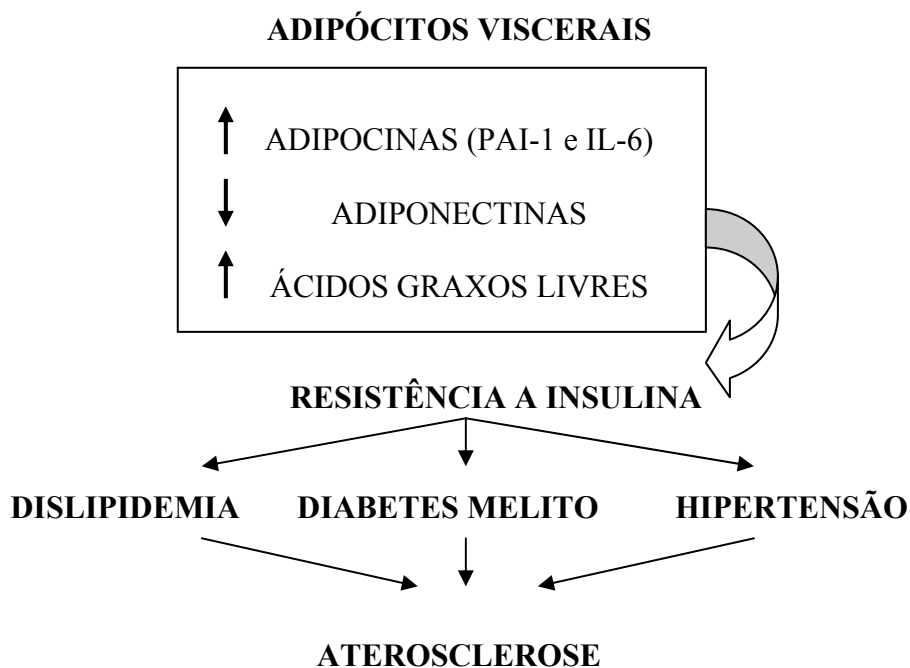 ADIPÓCITOS VISCERAIS
ADIPOCINAS (PAI-1 e IL-6)
ADIPONECTINAS
ÁCIDOS GRAXOS LIVRES
RESISTÊNCIA A INSULINA
DISLIPIDEMIA DIABETES MELITO HIPERTENSÃO
ATEROSCLEROSE